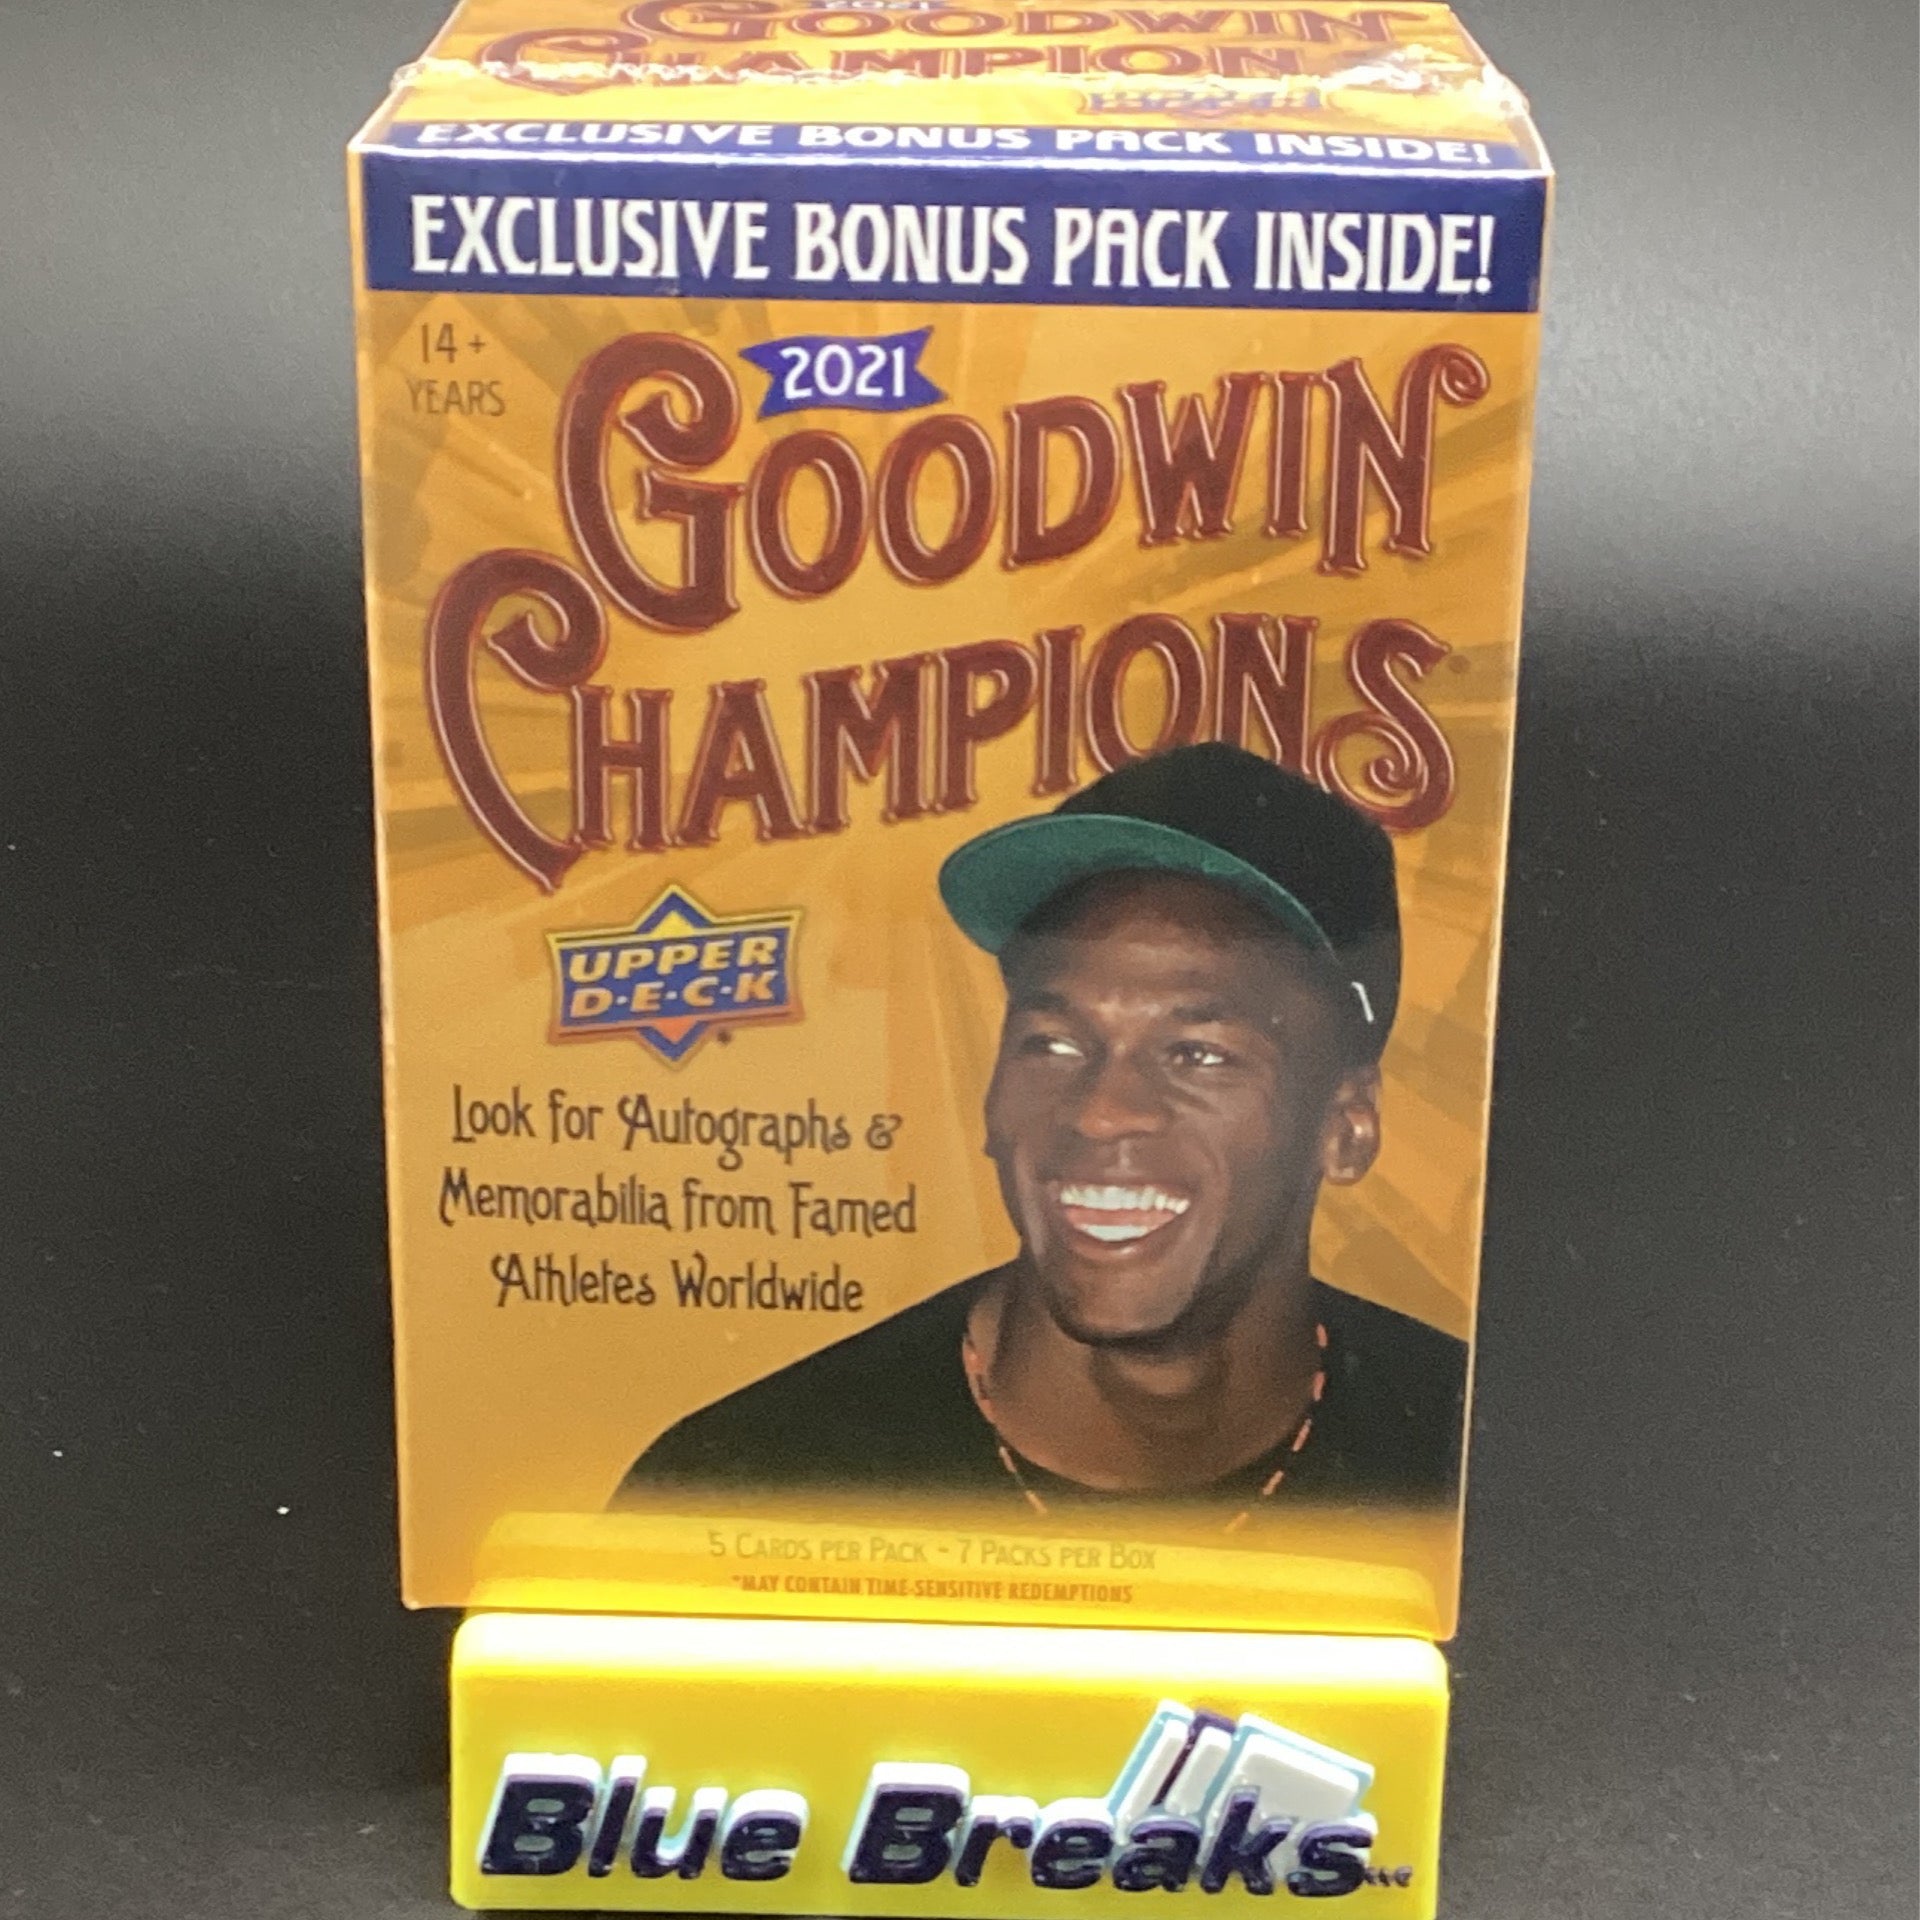 GOODWIN
CHAMPIONS
EXCLUSIVE BONUS PACK INSIDE!
EXCLUSIVE BONUS PACK INSIDE!
14+
YEARS
2021
GOODWIN
CHAMPIONS
UPPER
D·E·C·K
Look for Autographs &
Memorabilia from Famed
Athletes Worldwide
5 CARDS PER PACK - 7 PACKS PER BOX
*MAY CONTAIN TIME-SENSITIVE REDEMPTIONS
Blue Breaks